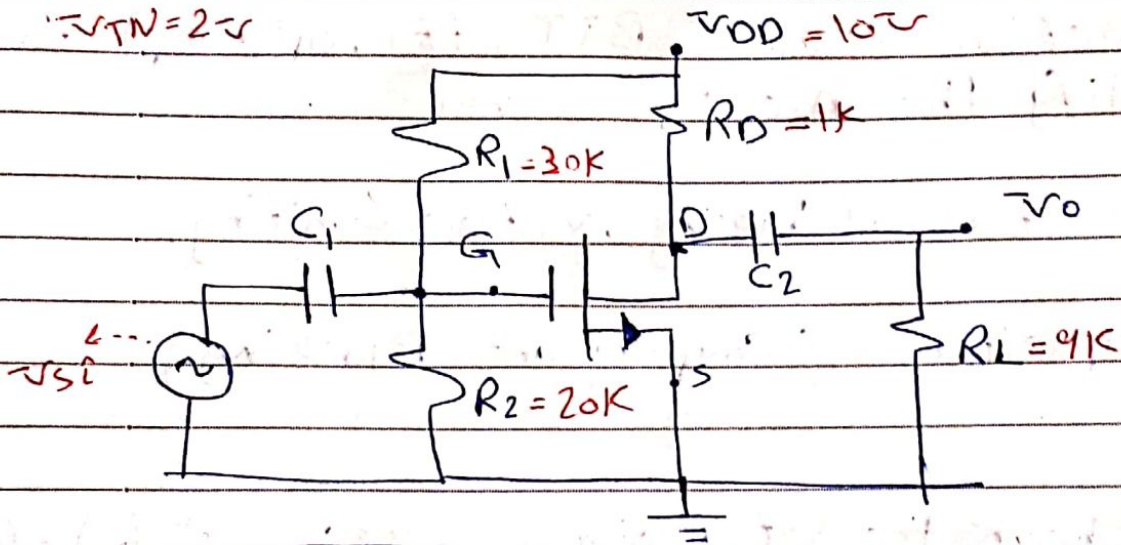 VTN = 2V
VDD = 10V
RD = 1K
R1 = 30K
C1
G
D
C2
Vo
Vsi
R2 = 20K
S
RL = 9K